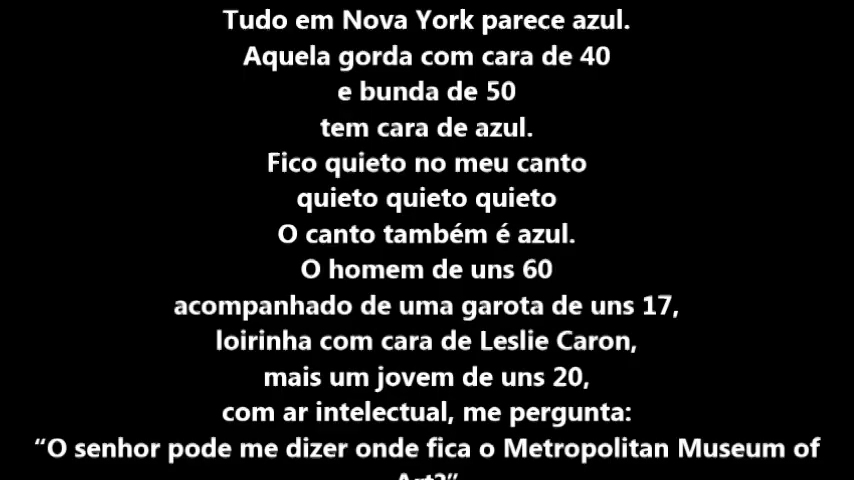 Tudo em Nova York parece azul.
Aquela gorda com cara de 40
e bunda de 50
tem cara de azul.
Fico quieto no meu canto
quieto quieto quieto
O canto também é azul.
O homem de uns 60
acompanhado de uma garota de uns 17,
loirinha com cara de Leslie Caron,
mais um jovem de uns 20,
com ar intelectual, me pergunta:
“O senhor pode me dizer onde fica o Metropolitan Museum of
Art?”